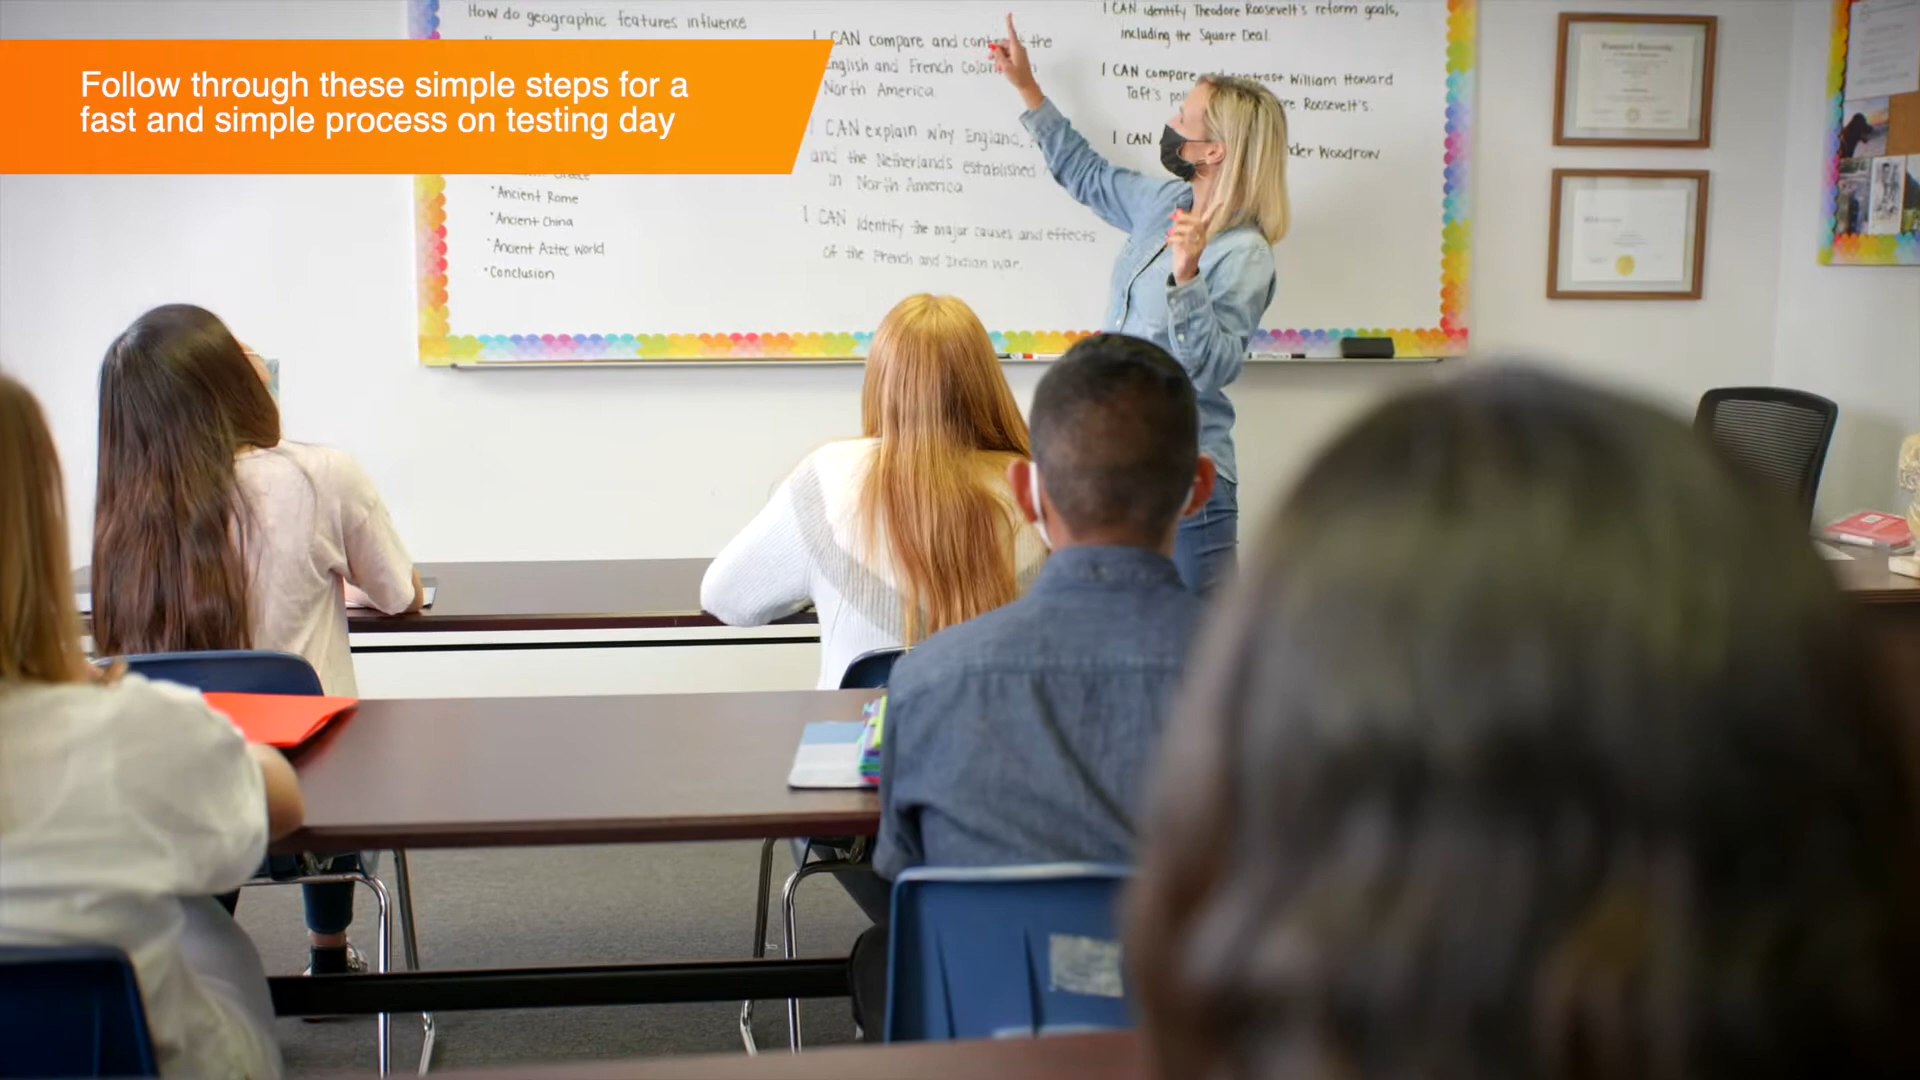 Follow through these simple steps for a
fast and simple process on testing day
How do geographic features influence
*Ancient Rome
*Ancient China
*Ancient Aztec World
*Conclusion
I CAN compare and the
English and French
North America.
I CAN explain why England,
and the Netherlands established
in North America
I CAN identify the major causes and effects
of the French and Indian War.
I CAN identify Theodore Roosevelt's reform goals,
including the Square Deal.
I CAN compare William Howard
Taft's Roosevelt's.
I CAN Woodrow